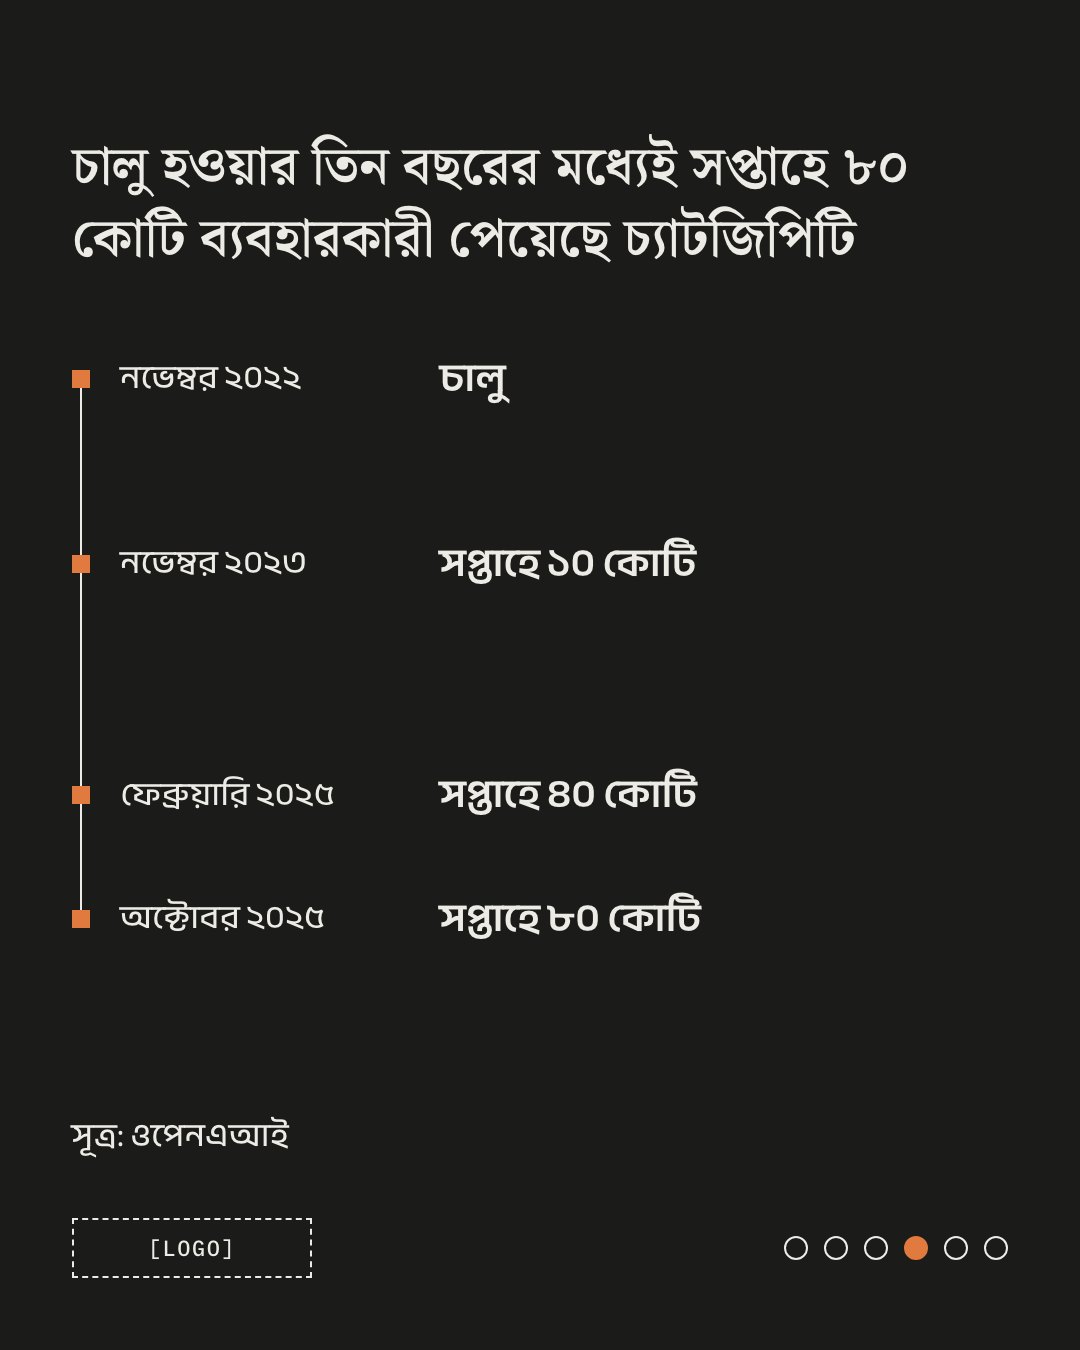 চালু হওয়ার তিন বছরের মধ্যেই সপ্তাহে ৮০
কোটি ব্যবহারকারী পেয়েছে চ্যাটজিপিটি
নভেম্বর ২০২২ চালু
নভেম্বর ২০২৩ সপ্তাহে ১০ কোটি
ফেব্রুয়ারি ২০২৫ সপ্তাহে ৪০ কোটি
অক্টোবর ২০২৫ সপ্তাহে ৮০ কোটি
সূত্র: ওপেনএআই
[LOGO]